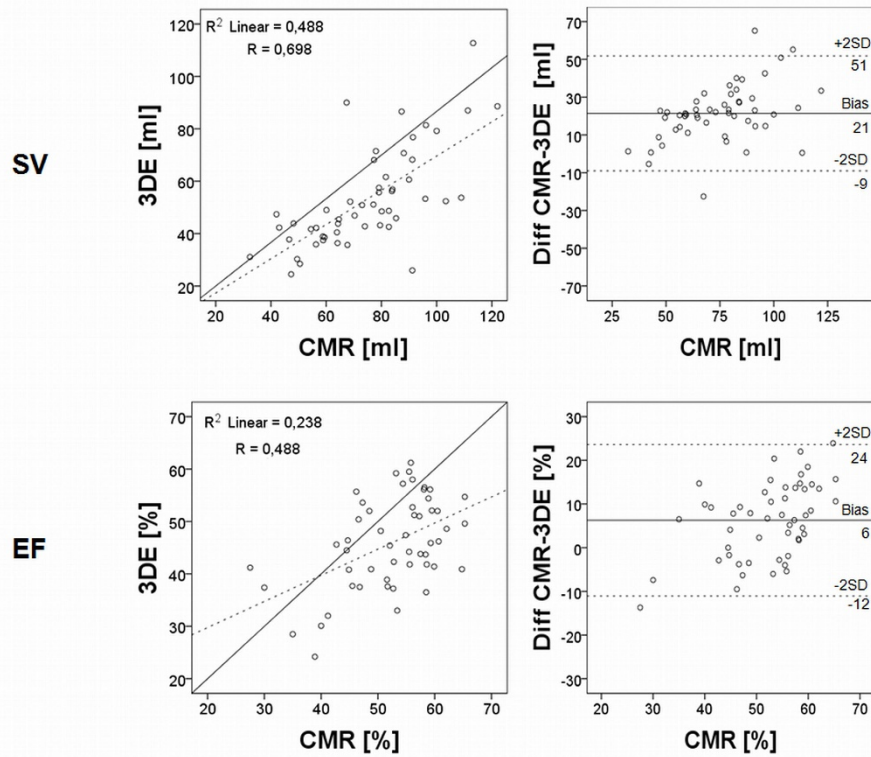 SV
R² Linear = 0,488
R = 0,698
3DE [ml]
120
100
80
60
40
20
20 40 60 80 100 120
CMR [ml]
Diff CMR-3DE [ml]
70
50
30
10
-10
-30
-50
-70
+2SD
51
Bias
21
-2SD
-9
25 50 75 100 125
CMR [ml]
EF
R² Linear = 0,238
R = 0,488
3DE [%]
70
60
50
40
30
20
20 30 40 50 60 70
CMR [%]
Diff CMR-3DE [%]
30
20
10
0
-10
-20
-30
+2SD
24
Bias
6
-2SD
-12
20 30 40 50 60 70
CMR [%]